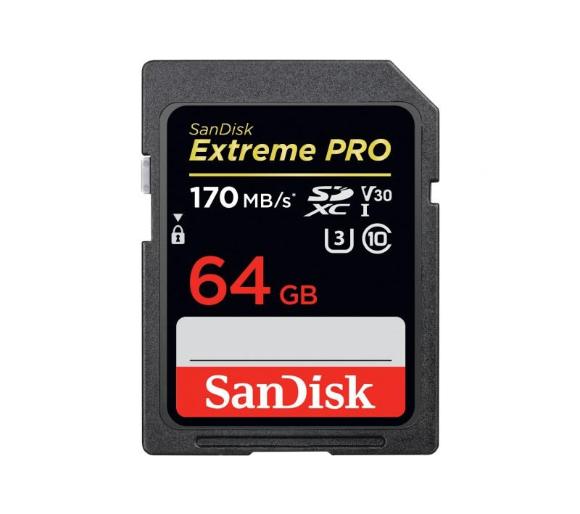 SanDisk
Extreme PRO
170 MB/s* SD XC V30 I
3 10
64 GB
SanDisk